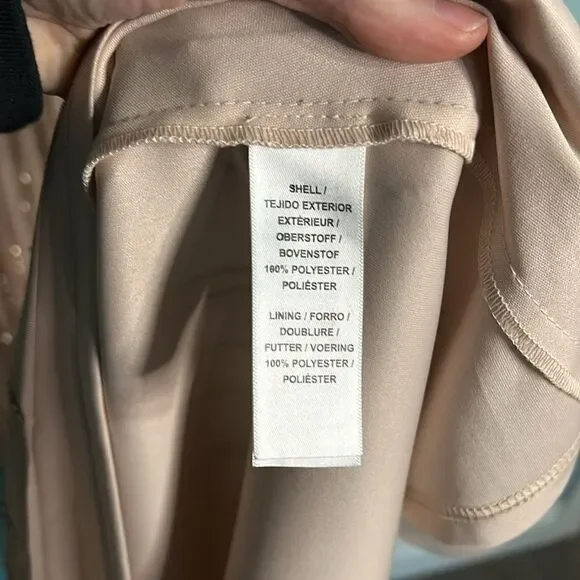 SHELL /
TEJIDO EXTERIOR
EXTÉRIEUR /
OBERSTOFF /
BOVENSTOF
100% POLYESTER /
POLIÉSTER
LINING / FORRO /
DOUBLURE /
FUTTER / VOERING
100% POLYESTER /
POLIÉSTER